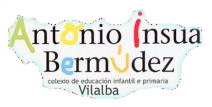 Antonio Insua
Bermúdez
colexio de educación infantil e primaria
Vilalba